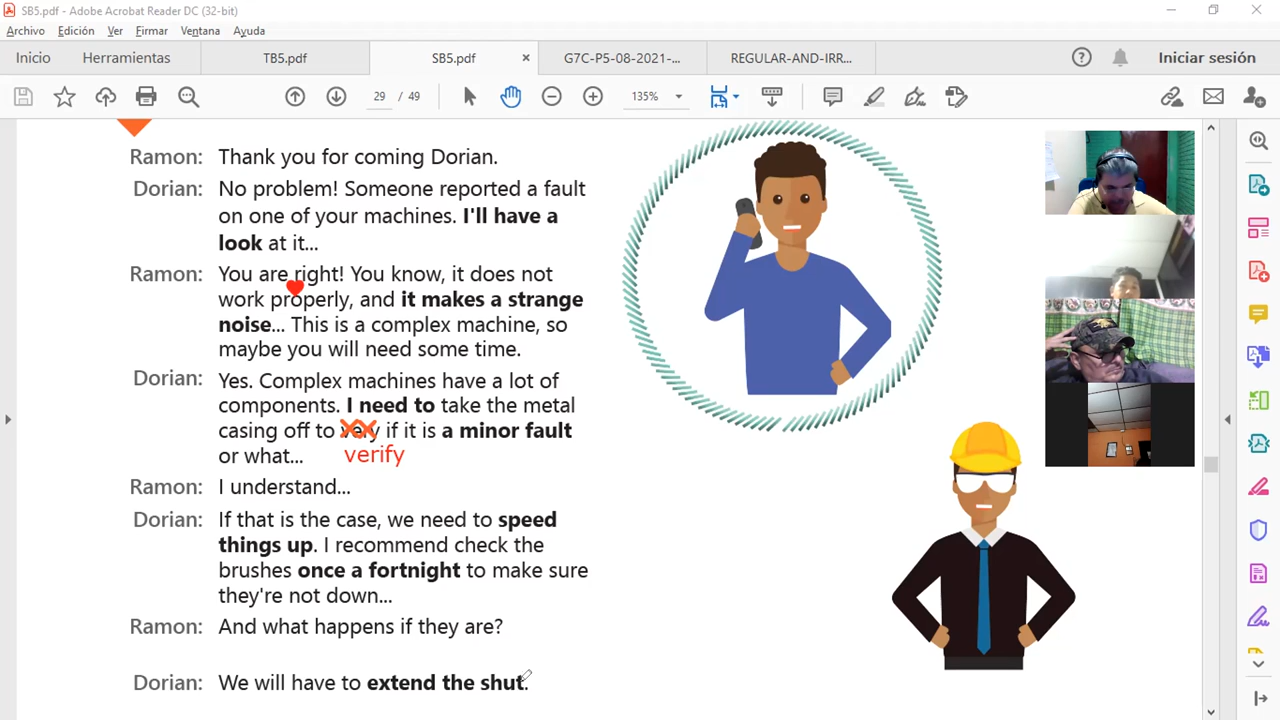 SB5.pdf - Adobe Acrobat Reader DC (32-bit)
Archivo Edición Ver Firmar Ventana Ayuda
Inicio Herramientas TB5.pdf SB5.pdf × G7C-P5-08-2021-... REGULAR-AND-IRR... Iniciar sesión
29 / 49 135%
Ramon: Thank you for coming Dorian.
Dorian: No problem! Someone reported a fault
on one of your machines. I'll have a
look at it...
Ramon: You are right! You know, it does not
work properly, and it makes a strange
noise... This is a complex machine, so
maybe you will need some time.
Dorian: Yes. Complex machines have a lot of
components. I need to take the metal
casing off to very if it is a minor fault
or what... verify
Ramon: I understand...
Dorian: If that is the case, we need to speed
things up. I recommend check the
brushes once a fortnight to make sure
they're not down...
Ramon: And what happens if they are?
Dorian: We will have to extend the shut.